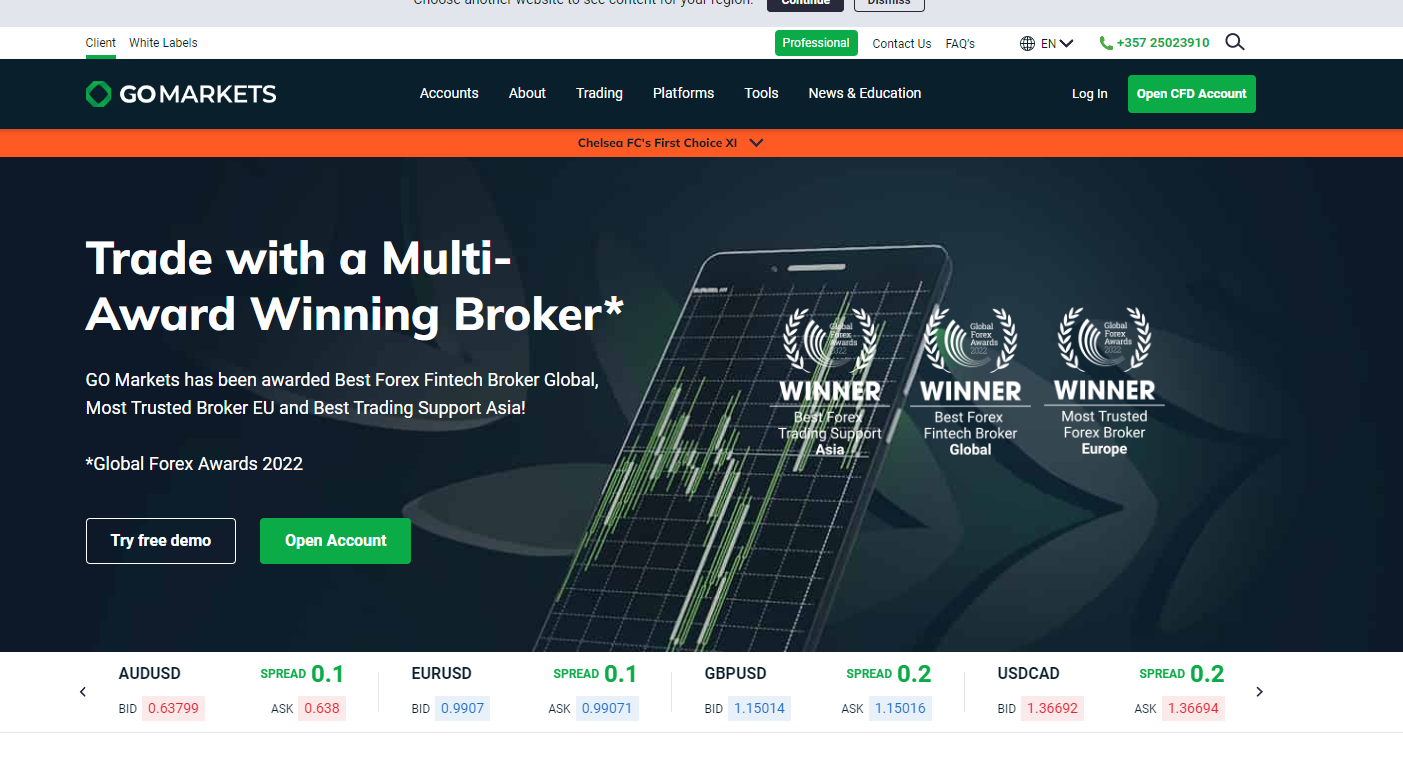 Choose another website to see content for your region.
Continue
Dismiss
Client
White Labels
Professional
Contact Us
FAQ's
EN
+357 25023910
GO MARKETS
Accounts
About
Trading
Platforms
Tools
News & Education
Log In
Open CFD Account
Chelsea FC's First Choice XI
Trade with a Multi-
Award Winning Broker*
GO Markets has been awarded Best Forex Fintech Broker Global,
Most Trusted Broker EU and Best Trading Support Asia!
*Global Forex Awards 2022
Try free demo
Open Account
Global
Forex
Awards
2022
WINNER
Best Forex
Trading Support
Asia
Global
Forex
Awards
2022
WINNER
Best Forex
Fintech Broker
Global
Global
Forex
Awards
2022
WINNER
Most Trusted
Forex Broker
Europe
AUDUSD
SPREAD 0.1
BID 0.63799
ASK 0.638
EURUSD
SPREAD 0.1
BID 0.9907
ASK 0.99071
GBPUSD
SPREAD 0.2
BID 1.15014
ASK 1.15016
USDCAD
SPREAD 0.2
BID 1.36692
ASK 1.36694